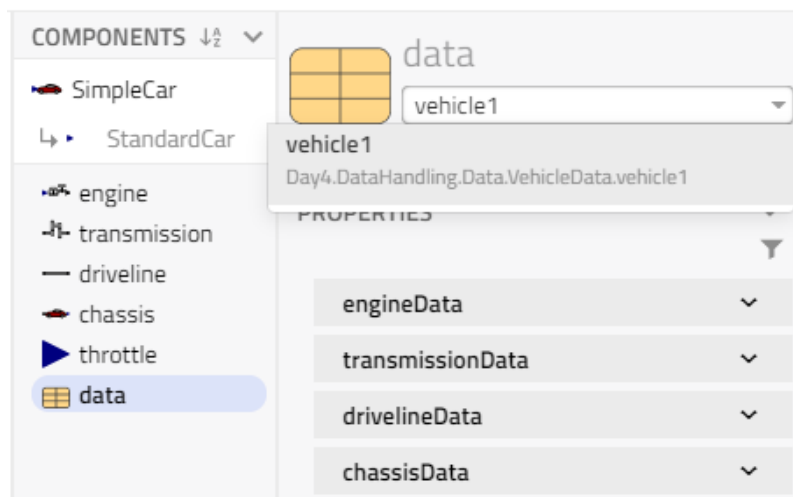 COMPONENTS
SimpleCar
StandardCar
engine
transmission
driveline
chassis
throttle
data
data
vehicle1
vehicle1
Day4.DataHandling.Data.VehicleData.vehicle1
PROPERTIES
engineData
transmissionData
drivelineData
chassisData